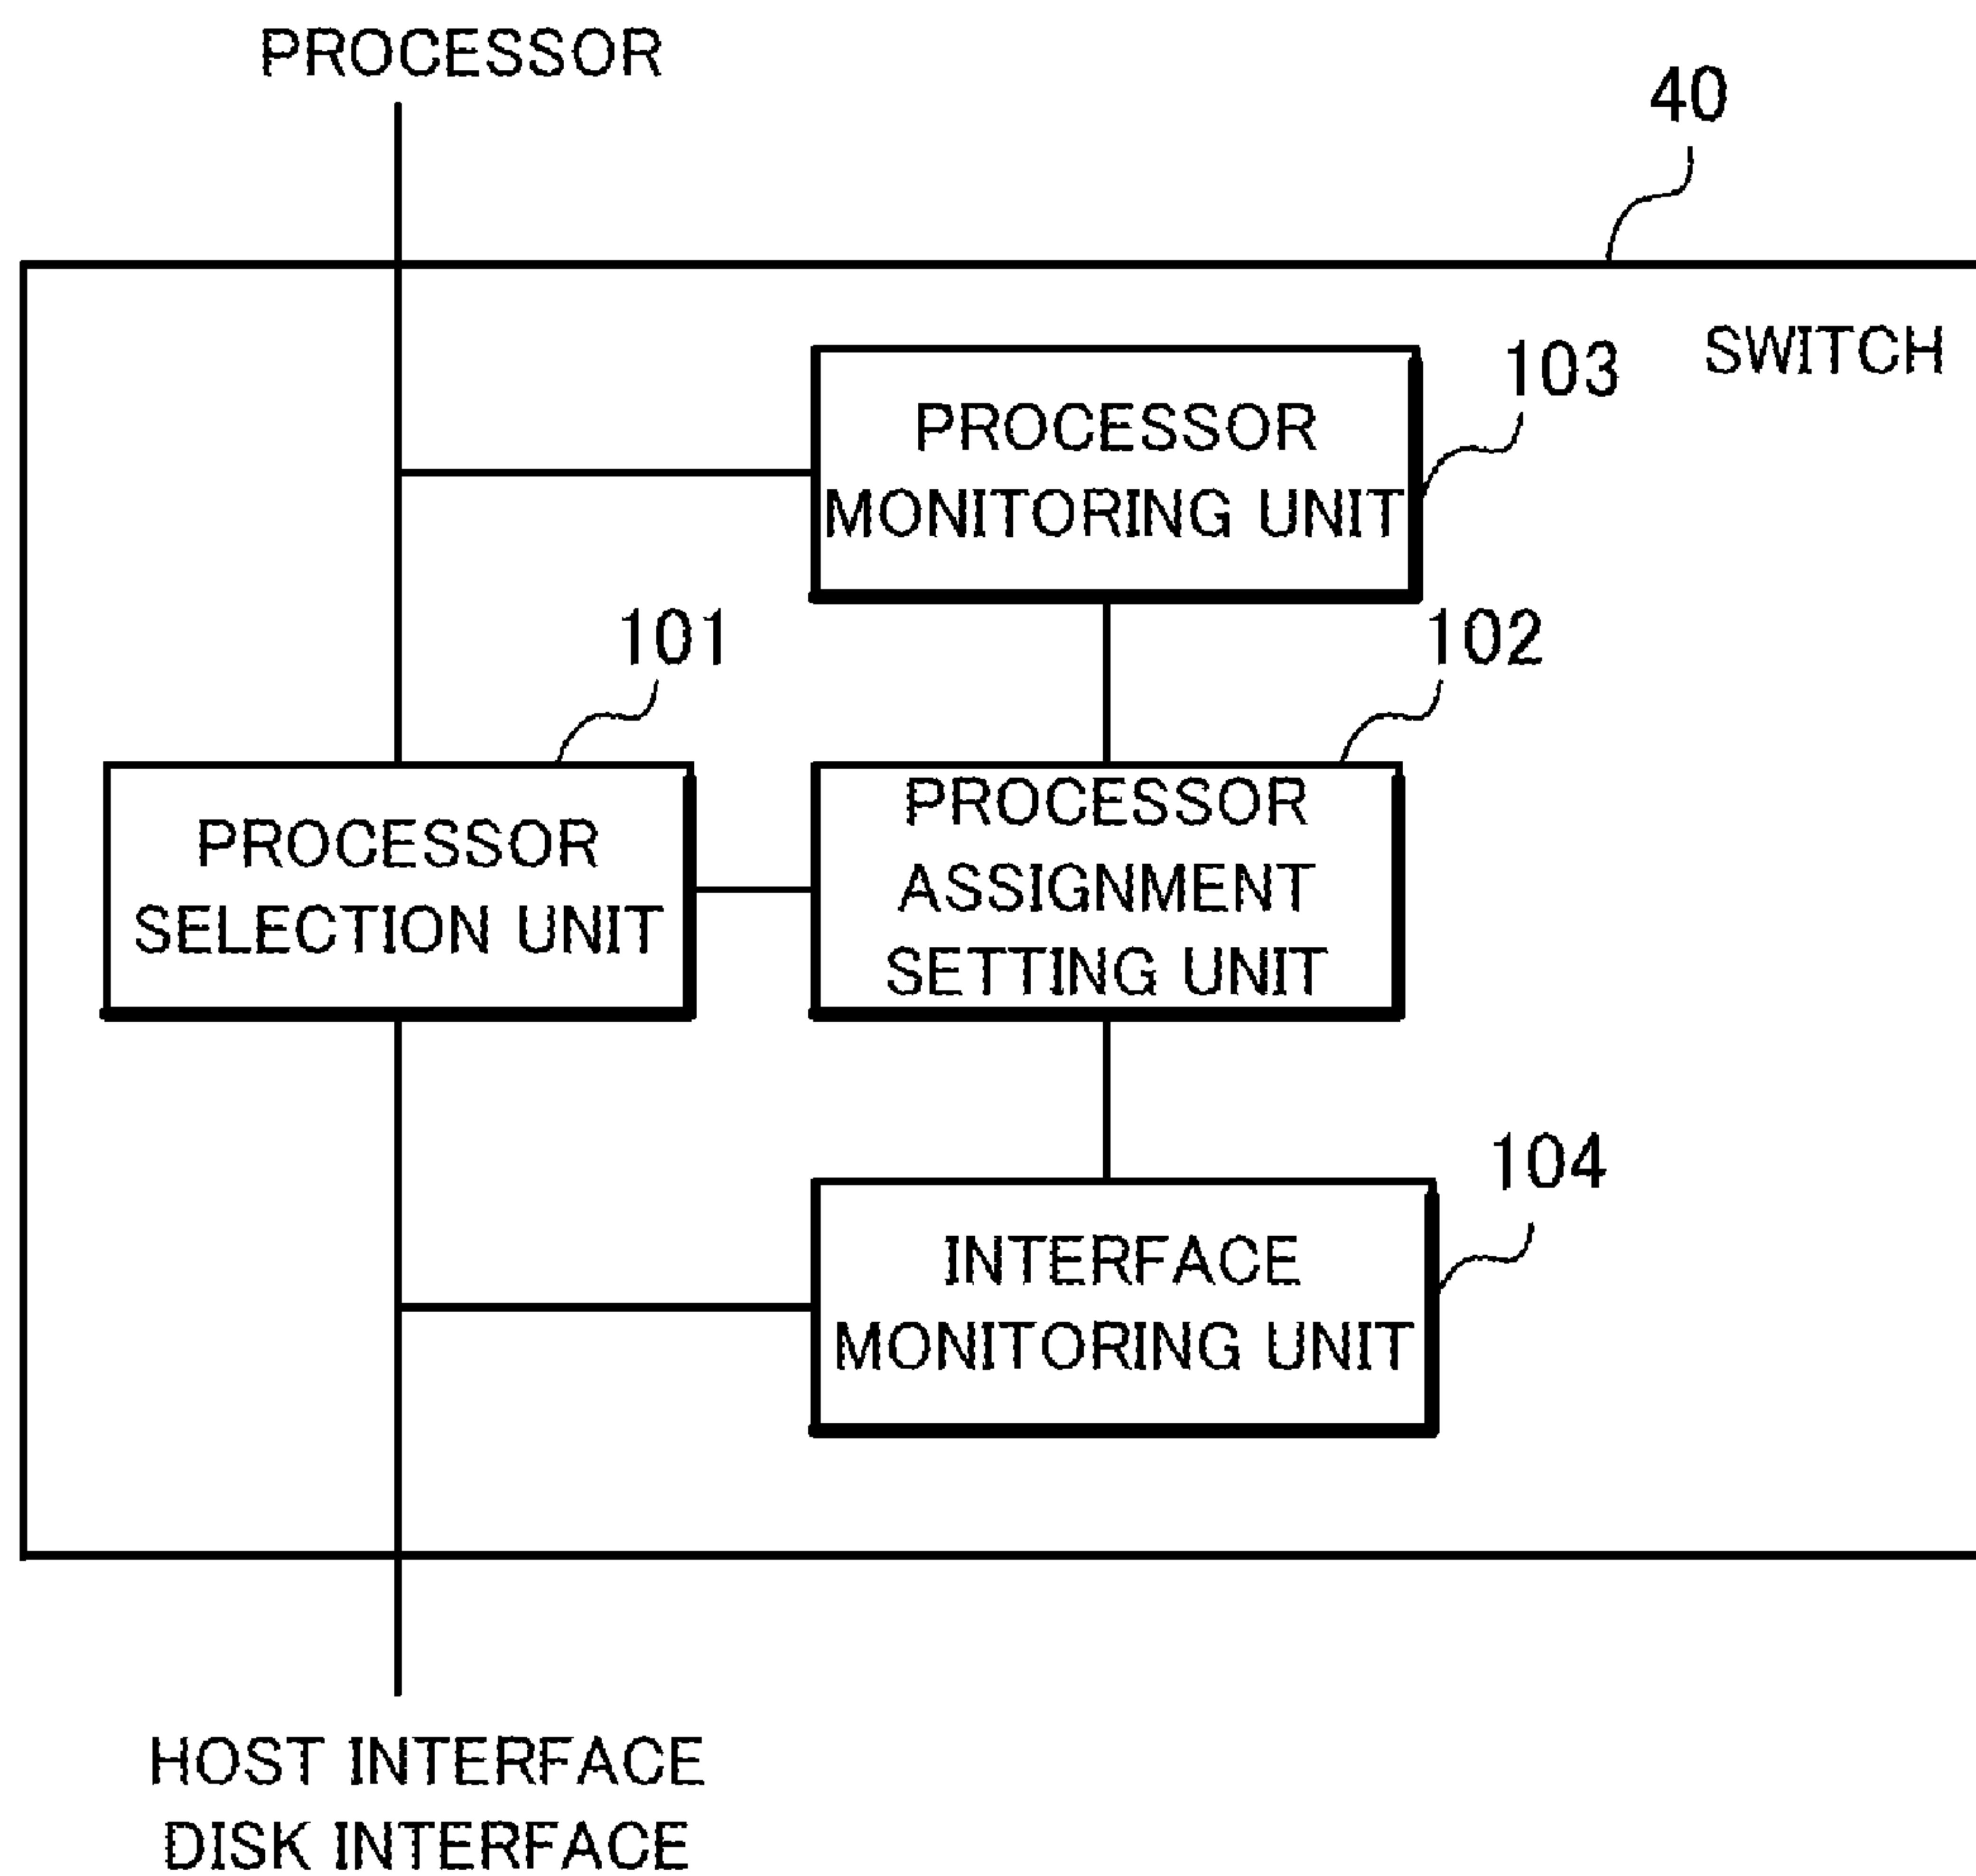 PROCESSOR
40
SWITCH
103
PROCESSOR
MONITORING UNIT
101
102
PROCESSOR
SELECTION UNIT
PROCESSOR
ASSIGNMENT
SETTING UNIT
104
INTERFACE
MONITORING UNIT
HOST INTERFACE
DISK INTERFACE